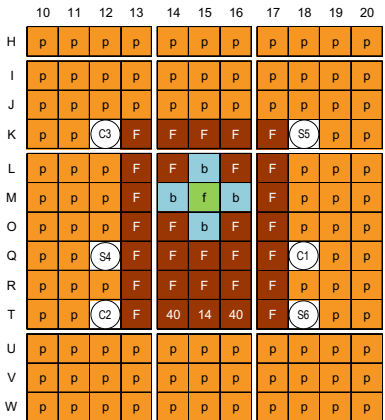 10 11 12 13 14 15 16 17 18 19 20
H p p p p p p p p p p p
I p p p p p p p p p p p
J p p p p p p p p p p p
K p p C3 F F F F F S5 p p
L p p p F F b F F p p p
M p p p F b f b F p p p
O p p p F F b F F p p p
Q p p S4 F F F F F C1 p p
R p p p F F F F F p p p
T p p C2 F 40 14 40 F S6 p p
U p p p p p p p p p p p
V p p p p p p p p p p p
W p p p p p p p p p p p